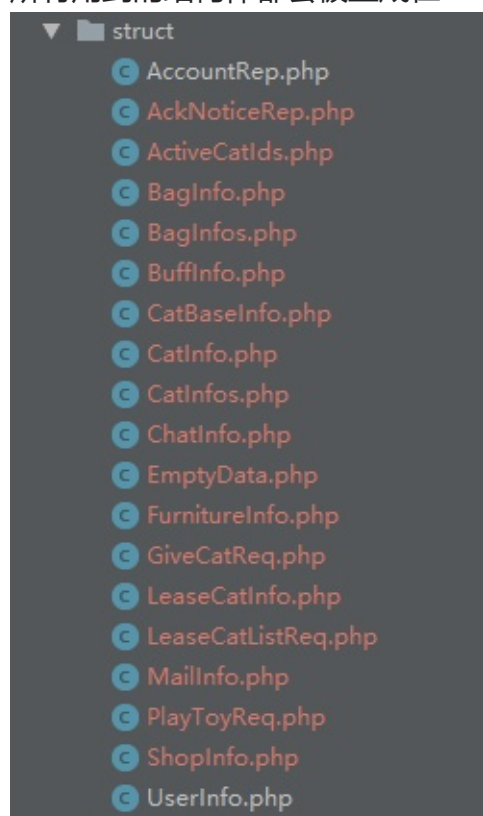 struct
AccountRep.php
AckNoticeRep.php
ActiveCatIds.php
BagInfo.php
BagInfos.php
BuffInfo.php
CatBaseInfo.php
CatInfo.php
CatInfos.php
ChatInfo.php
EmptyData.php
FurnitureInfo.php
GiveCatReq.php
LeaseCatInfo.php
LeaseCatListReq.php
MailInfo.php
PlayToyReq.php
ShopInfo.php
UserInfo.php